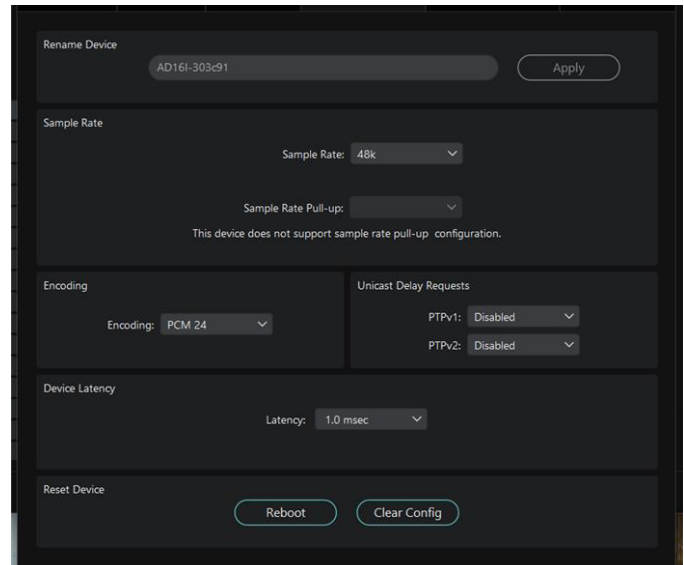 Rename Device
AD16I-303c91
Apply
Sample Rate
Sample Rate: 48k
Sample Rate Pull-up:
This device does not support sample rate pull-up configuration.
Encoding
Encoding: PCM 24
Unicast Delay Requests
PTPv1: Disabled
PTPv2: Disabled
Device Latency
Latency: 1.0 msec
Reset Device
Reboot
Clear Config